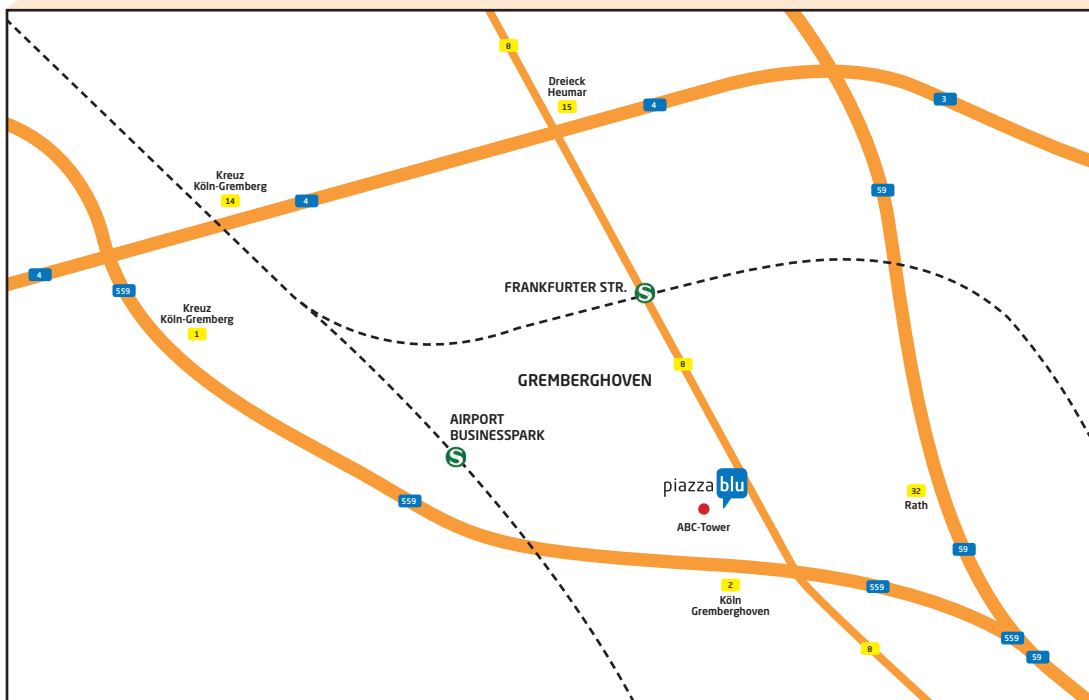 8
Dreieck
Heumar
15
4
3
Kreuz
Köln-Gremberg
14
4
59
4
559
FRANKFURTER STR.
S
Kreuz
Köln-Gremberg
1
8
GREMBERGHOVEN
AIRPORT
BUSINESSPARK
S
piazza blu
559
32
Rath
ABC-Tower
59
2
Köln
Gremberghoven
559
559
8
59